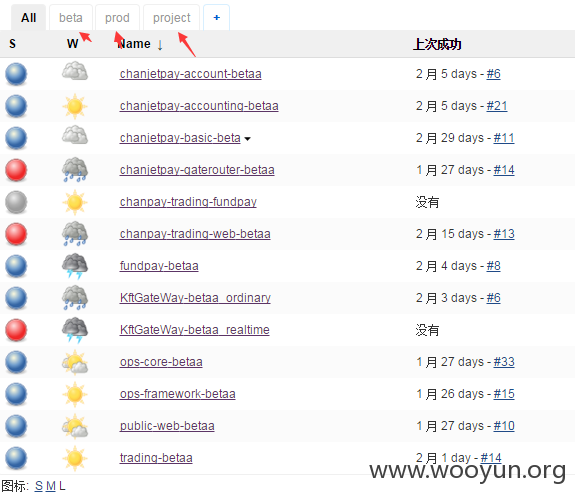 All beta prod project +
S W Name ↓ 上次成功
chanjetpay-account-betaa 2 月 5 days - #6
chanjetpay-accounting-betaa 2 月 5 days - #21
chanjetpay-basic-beta 2 月 29 days - #11
chanjetpay-gaterouter-betaa 1 月 27 days - #14
chanpay-trading-fundpay 没有
chanpay-trading-web-betaa 2 月 15 days - #13
fundpay-betaa 2 月 4 days - #8
KftGateWay-betaa_ordinary 2 月 3 days - #6
KftGateWay-betaa_realtime 没有
ops-core-betaa 1 月 27 days - #33
ops-framework-betaa 1 月 26 days - #15
public-web-betaa 1 月 27 days - #10
trading-betaa 2 月 1 day - #14
www.wooyun.org
图标: S M L